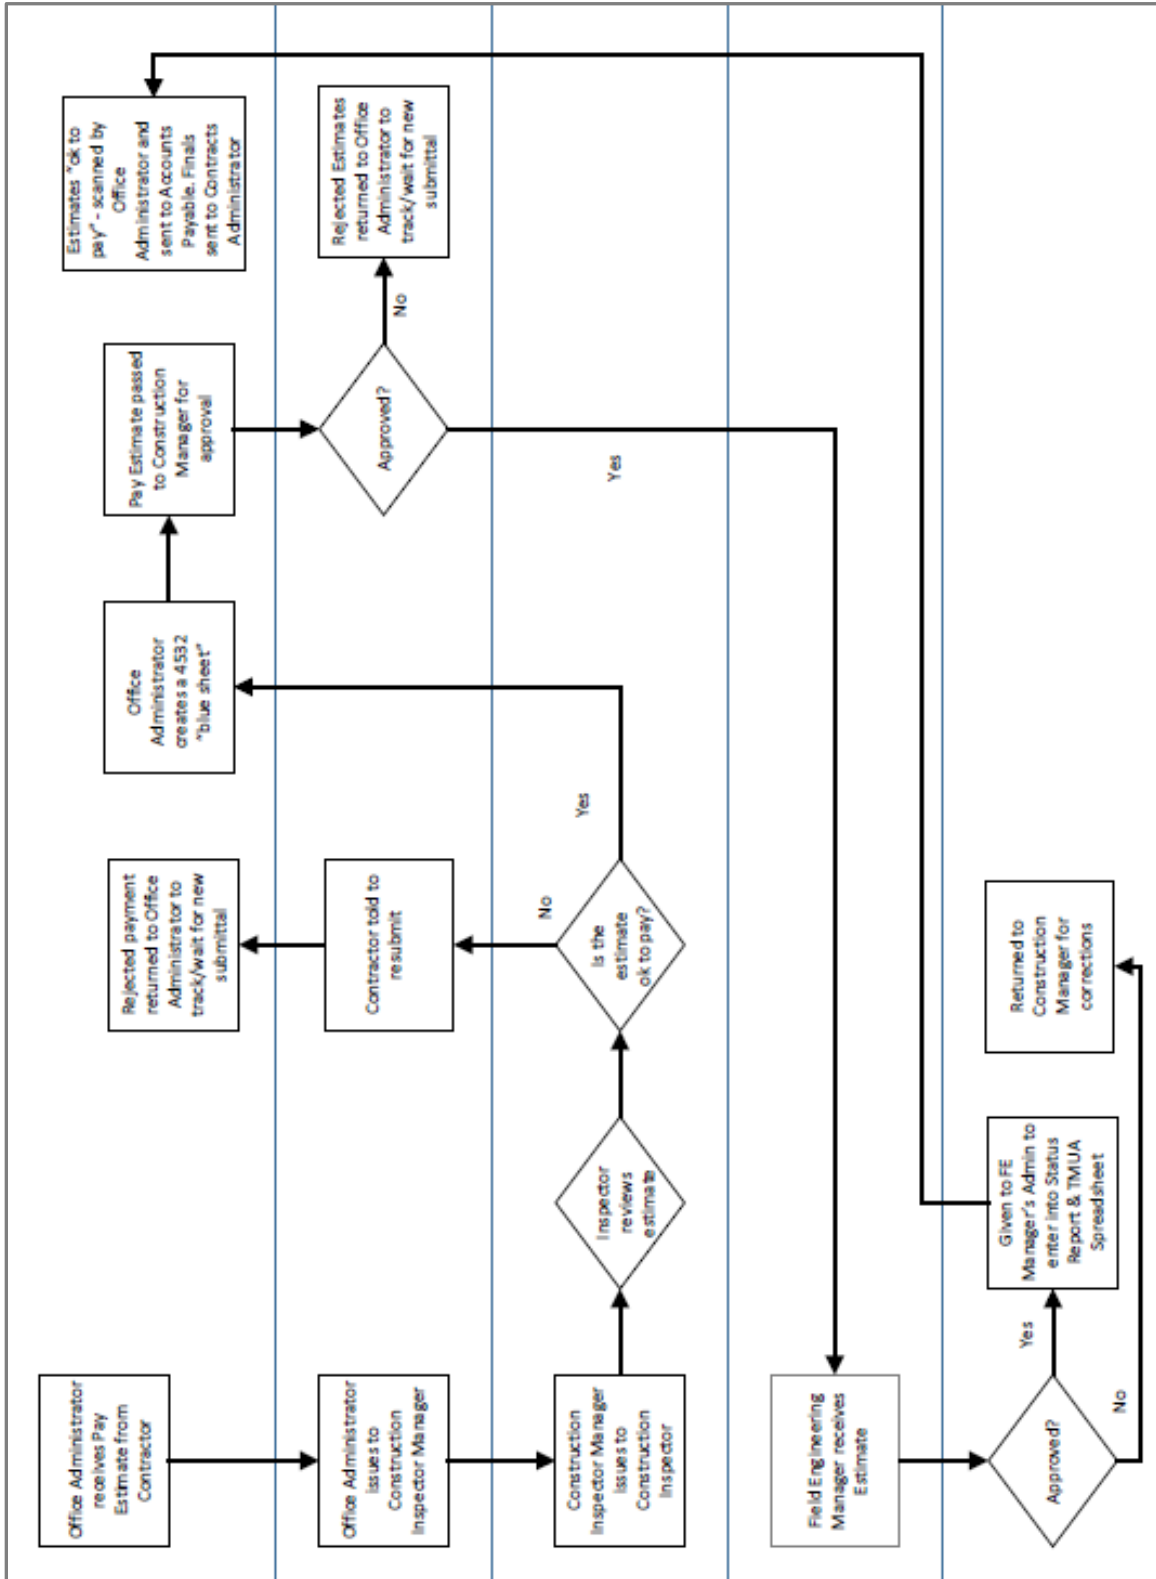 Office Administrator
receives Pay
Estimate from
Contractor
Rejected payment
returned to Office
Administrator to
track/wait for new
submittal
Office
Administrator
creates a 4532
"blue sheet"
Pay Estimate passed
to Construction
Manager for
approval
Estimates "ok to
pay" - scanned by
Office
Administrator and
sent to Accounts
Payable. Finals
sent to Contracts
Administrator
Office Administrator
issues to
Construction
Inspector Manager
Contractor told to
resubmit
Approved?
No
Rejected Estimates
returned to Office
Administrator to
track/wait for new
submittal
Construction
Inspector Manager
issues to
Construction
Inspector
Inspector
reviews
estimate
Is the
estimate
ok to pay?
No
Yes
Yes
Field Engineering
Manager receives
Estimate
Approved?
Yes
No
Given to FE
Manager's Admin to
enter into Status
Report & TMUA
Spreadsheet
Returned to
Construction
Manager for
corrections